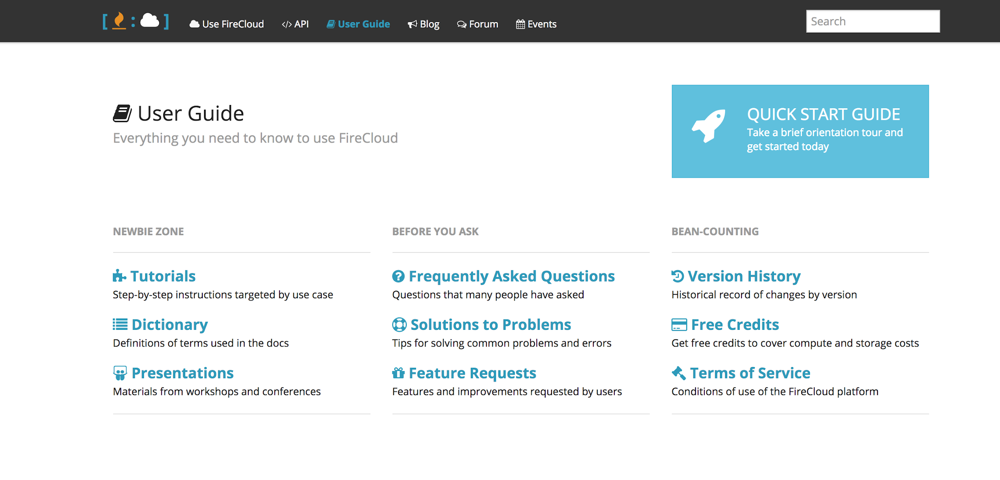 [ : ] Use FireCloud </> API User Guide Blog Forum Events Search
User Guide
Everything you need to know to use FireCloud
QUICK START GUIDE
Take a brief orientation tour and
get started today
NEWBIE ZONE
Tutorials
Step-by-step instructions targeted by use case
Dictionary
Definitions of terms used in the docs
Presentations
Materials from workshops and conferences
BEFORE YOU ASK
Frequently Asked Questions
Questions that many people have asked
Solutions to Problems
Tips for solving common problems and errors
Feature Requests
Features and improvements requested by users
BEAN-COUNTING
Version History
Historical record of changes by version
Free Credits
Get free credits to cover compute and storage costs
Terms of Service
Conditions of use of the FireCloud platform